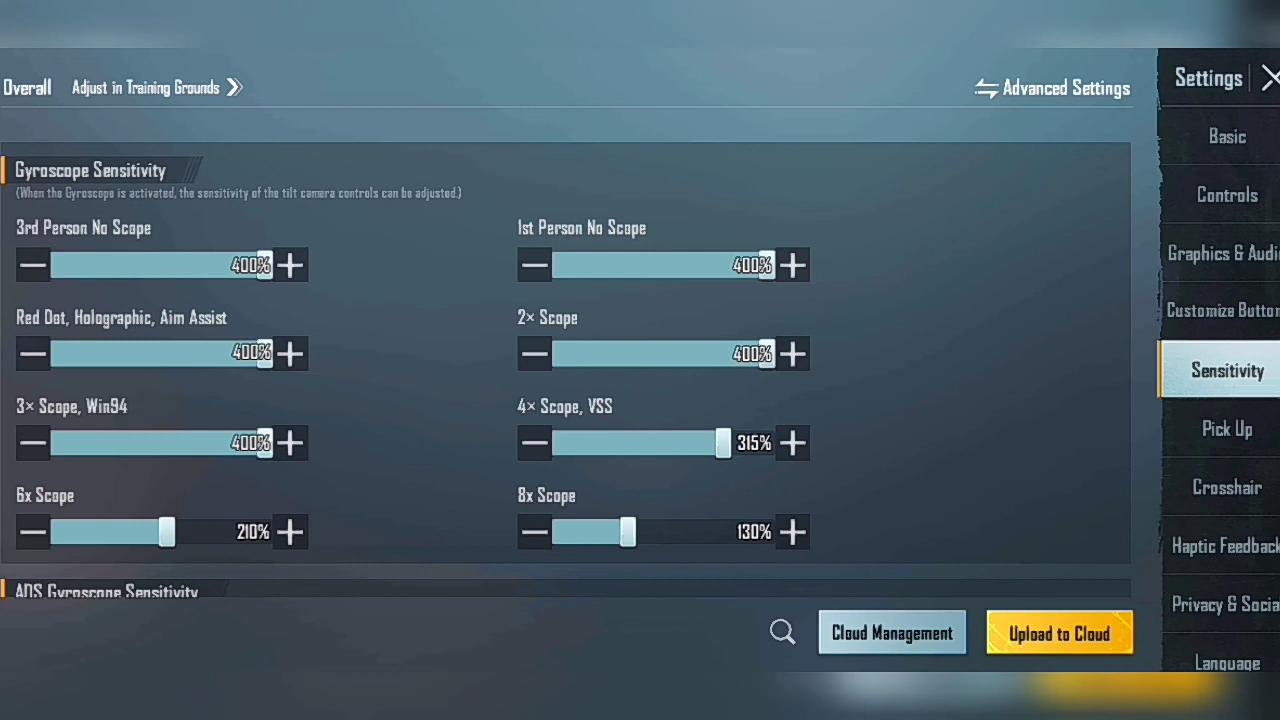 Overall Adjust in Training Grounds
Advanced Settings
Gyroscope Sensitivity
(When the Gyroscope is activated, the sensitivity of the tilt camera controls can be adjusted.)
3rd Person No Scope
400%
1st Person No Scope
400%
Red Dot, Holographic, Aim Assist
400%
2× Scope
400%
3× Scope, Win94
400%
4× Scope, VSS
315%
6x Scope
210%
8x Scope
130%
ADS Gyroscope Sensitivity
Cloud Management
Upload to Cloud
Settings
Basic
Controls
Graphics & Audi
Customize Button
Sensitivity
Pick Up
Crosshair
Haptic Feedback
Privacy & Socia
Language